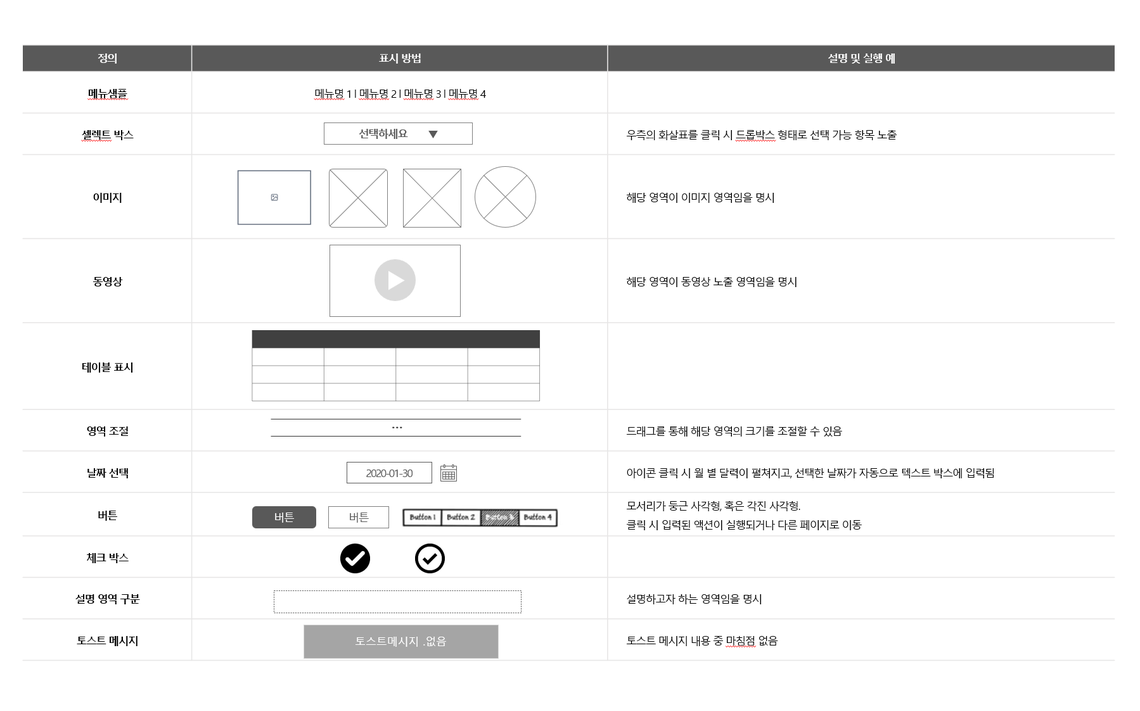 정의 표시 방법 설명 및 실행 예
메뉴샘플 메뉴명 1 l 메뉴명 2 l 메뉴명 3 l 메뉴명 4
셀렉트 박스 선택하세요 ▼ 우측의 화살표를 클릭 시 드롭박스 형태로 선택 가능 항목 노출
이미지 해당 영역이 이미지 영역임을 명시
동영상 해당 영역이 동영상 노출 영역임을 명시
테이블 표시
영역 조절 ... 드래그를 통해 해당 영역의 크기를 조절할 수 있음
날짜 선택 2020-01-30 아이콘 클릭 시 월 별 달력이 펼쳐지고, 선택한 날짜가 자동으로 텍스트 박스에 입력됨
버튼 버튼 버튼 Button 1 Button 2 Button 3 Button 4 모서리가 둥근 사각형, 혹은 각진 사각형.
클릭 시 입력된 액션이 실행되거나 다른 페이지로 이동
체크 박스
설명 영역 구분 설명하고자 하는 영역임을 명시
토스트 메시지 토스트메시지 .없음 토스트 메시지 내용 중 마침점 없음